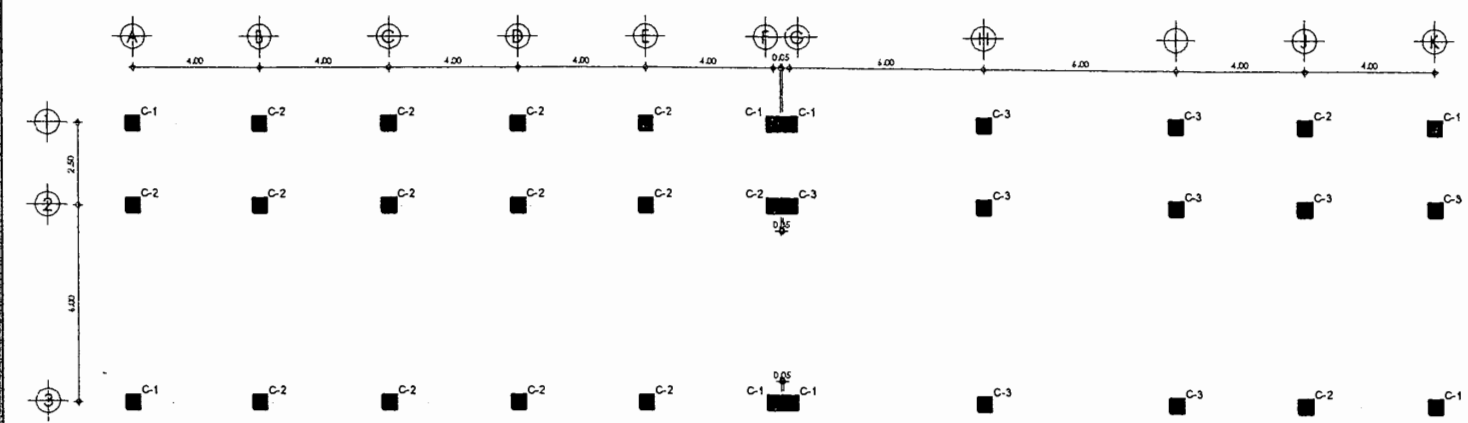 A B C D E F G H I J K
4.00 4.00 4.00 4.00 4.00 0.05 6.00 6.00 4.00 4.00
1 C-1 C-2 C-2 C-2 C-2 C-1 C-1 C-3 C-3 C-2 C-1
2.50
2 C-2 C-2 C-2 C-2 C-2 C-2 C-3 C-3 C-3 C-3 C-3
0.05
6.00
0.05
3 C-1 C-2 C-2 C-2 C-2 C-1 C-1 C-3 C-3 C-2 C-1